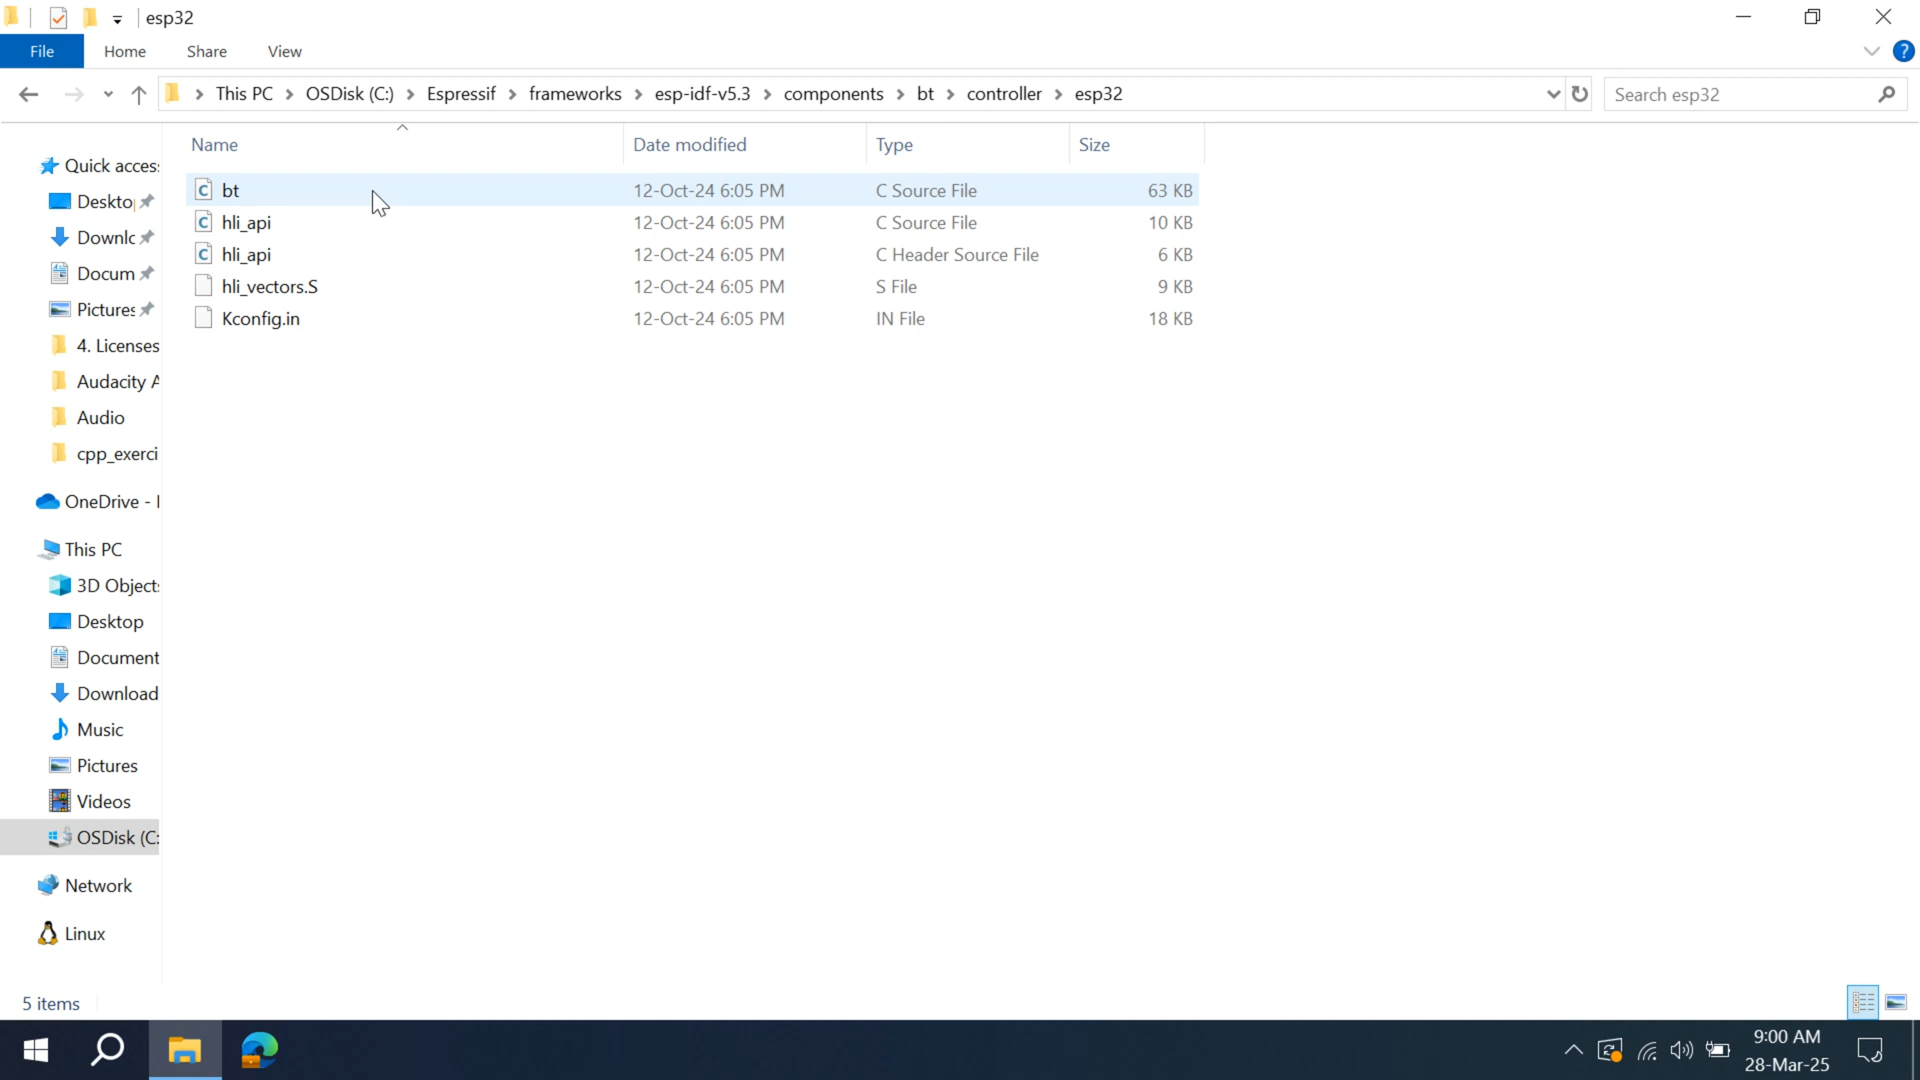 esp32
File Home Share View
This PC > OSDisk (C:) > Espressif > frameworks > esp-idf-v5.3 > components > bt > controller > esp32
Search esp32
Name Date modified Type Size
bt 12-Oct-24 6:05 PM C Source File 63 KB
hli_api 12-Oct-24 6:05 PM C Source File 10 KB
hli_api 12-Oct-24 6:05 PM C Header Source File 6 KB
hli_vectors.S 12-Oct-24 6:05 PM S File 9 KB
Kconfig.in 12-Oct-24 6:05 PM IN File 18 KB
Quick acces
Deskto
Downlc
Docum
Pictures
4. Licenses
Audacity A
Audio
cpp_exerci
OneDrive -
This PC
3D Object
Desktop
Document
Download
Music
Pictures
Videos
OSDisk (C:
Network
Linux
5 items
9:00 AM
28-Mar-25